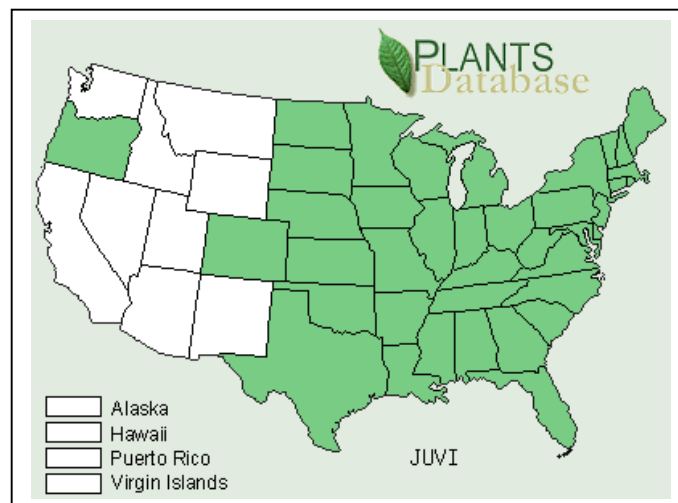 PLANTS
Database
Alaska
Hawaii
Puerto Rico
Virgin Islands
JUVI